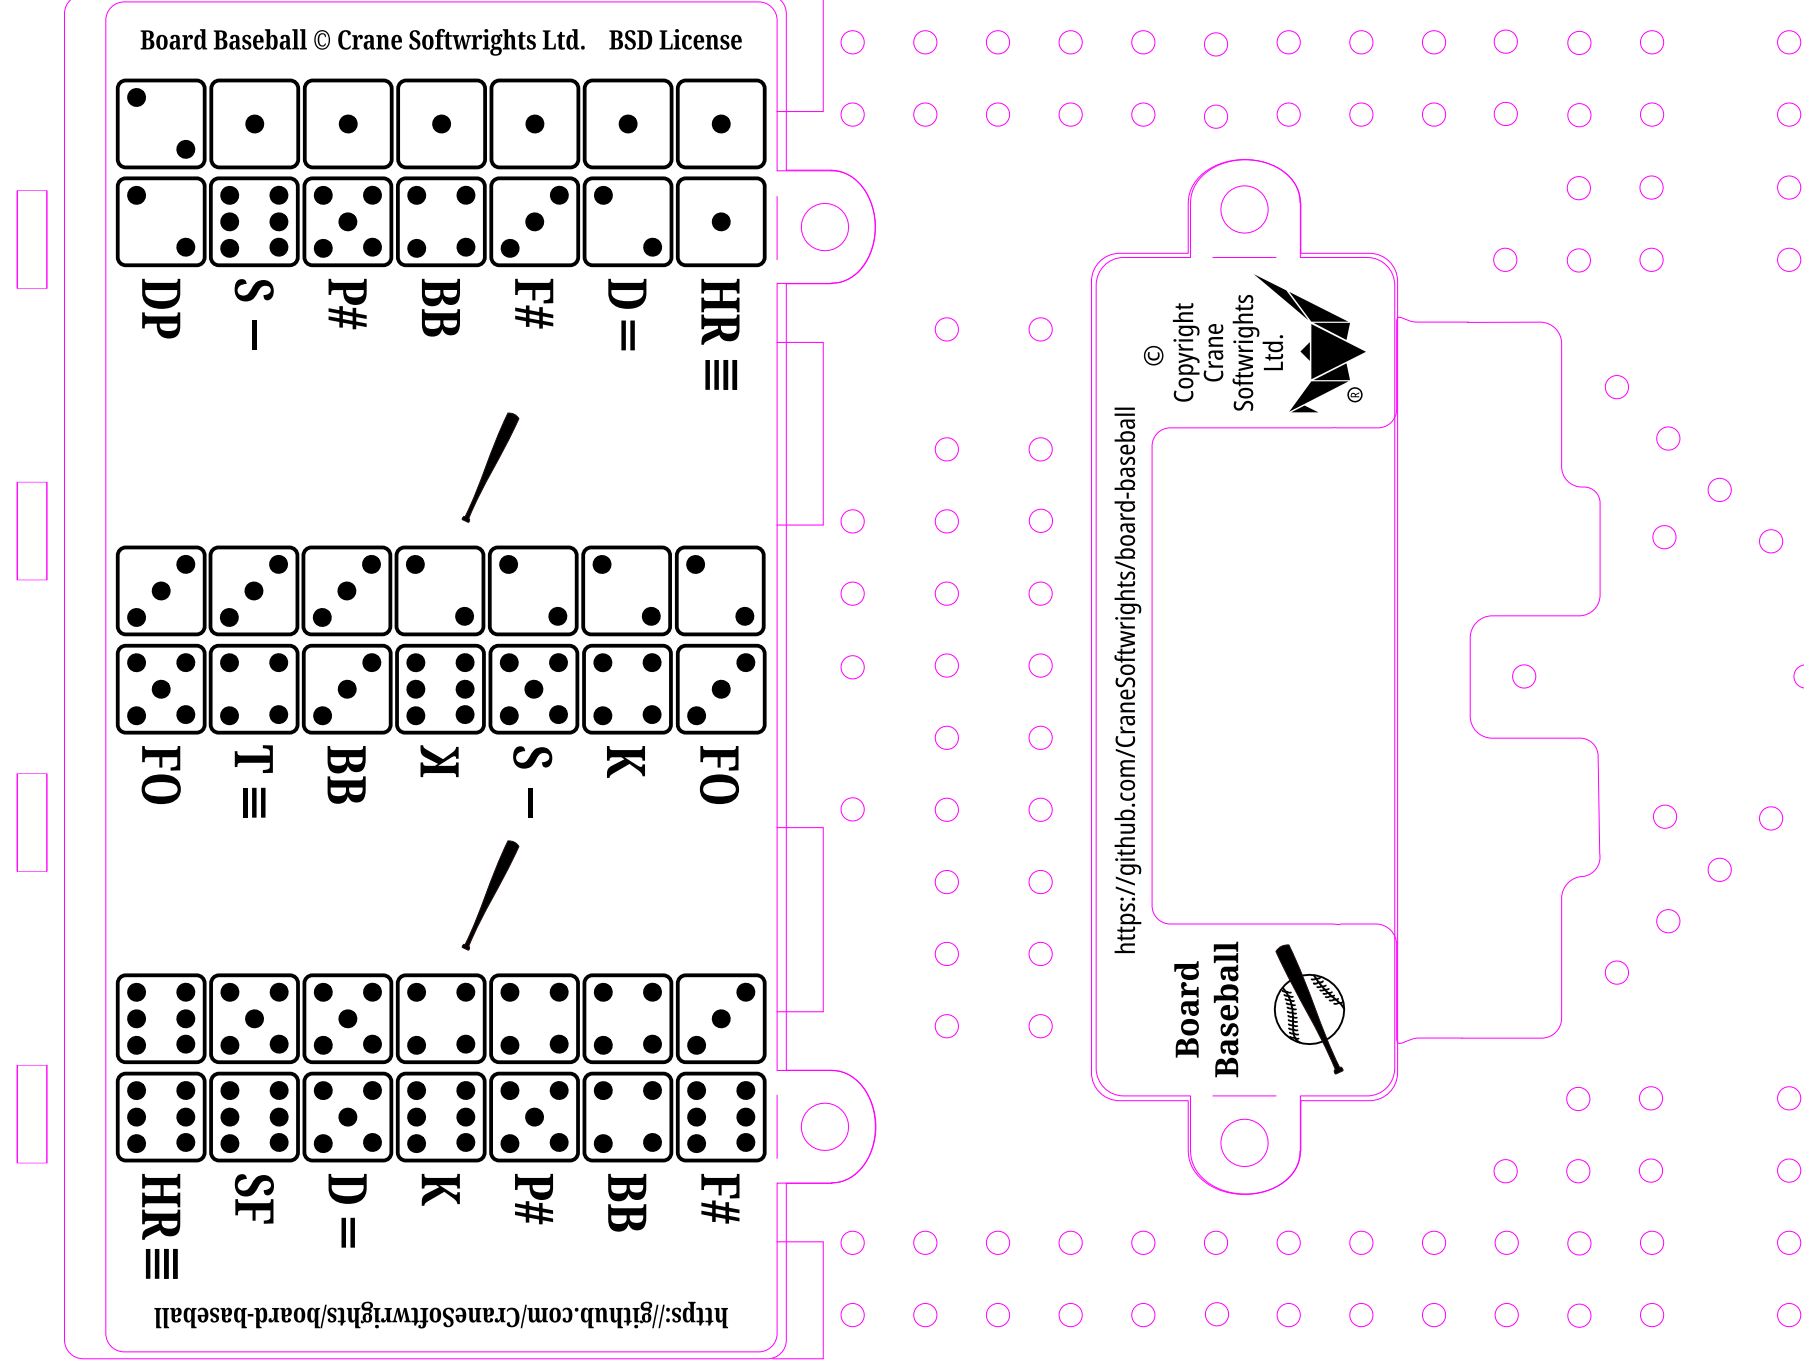 Board Baseball © Crane Softwrights Ltd. BSD License
DP
S –
P#
BB
F#
D =
HR ≣
FO
T ≡
BB
ꓘ
S –
K
FO
HR ≣
SF
D =
K
P#
BB
F#
https://github.com/CraneSoftwrights/board-baseball
https://github.com/CraneSoftwrights/board-baseball
©
Copyright
Crane
Softwrights
Ltd.
®
Board
Baseball